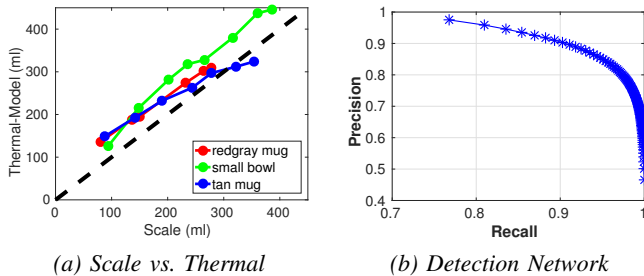 400
300
200
100
0
Thermal-Model (ml)
redgray mug
small bowl
tan mug
0 100 200 300 400
Scale (ml)
(a) Scale vs. Thermal
1
0.9
0.8
0.7
0.6
0.5
0.4
Precision
0.7 0.8 0.9 1
Recall
(b) Detection Network